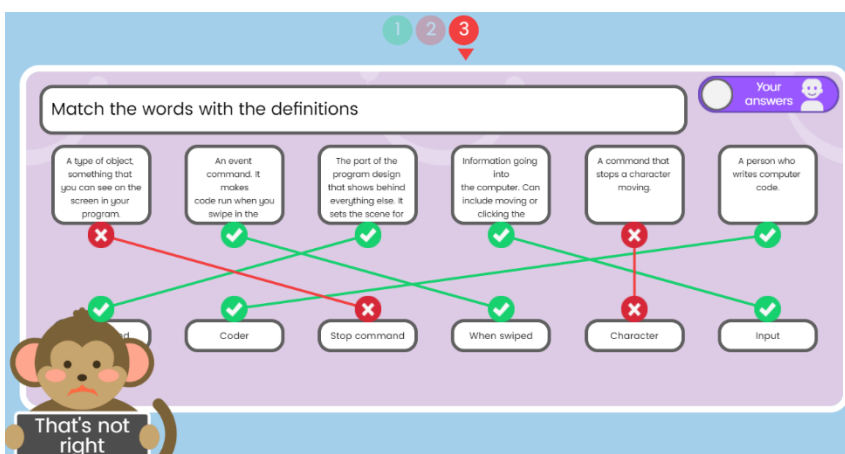 1 2 3
Your
answers
Match the words with the definitions
A type of object,
something that
you can see on the
screen in your
program.
An event
command. It
makes
code run when you
swipe in the
The part of the
program design
that shows behind
everything else. It
sets the scene for
Information going
into
the computer. Can
include moving or
clicking the
A command that
stops a character
moving.
A person who
writes computer
code.
Coder
Stop command
When swiped
Character
Input
That's not
right